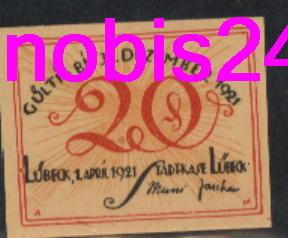 nobis24
GÜLTIG BIS 31. DEZEMBER 1921
20
LÜBECK, 1. APRIL 1921 STADTKASSE LÜBECK
A